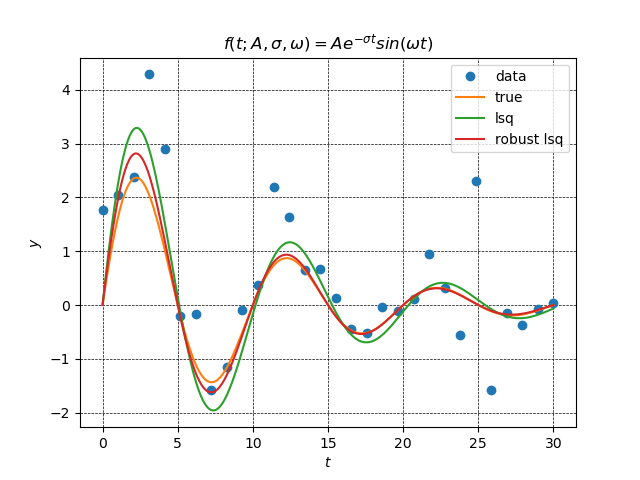 f(t; A, σ, ω) = Ae^{−σt}sin(ωt)
data
true
lsq
robust lsq
4
3
2
1
0
−1
−2
y
0 5 10 15 20 25 30
t